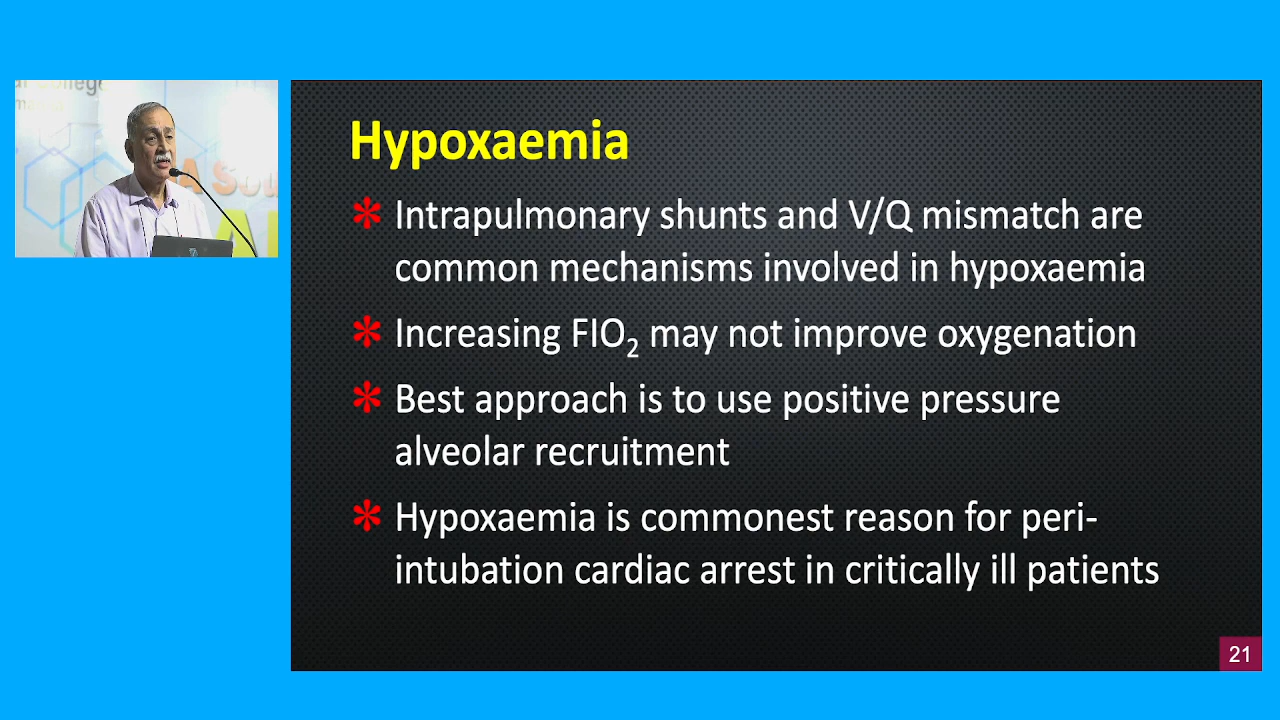 College
Hypoxaemia
* Intrapulmonary shunts and V/Q mismatch are
common mechanisms involved in hypoxaemia
* Increasing FIO₂ may not improve oxygenation
* Best approach is to use positive pressure
alveolar recruitment
* Hypoxaemia is commonest reason for peri-
intubation cardiac arrest in critically ill patients
21